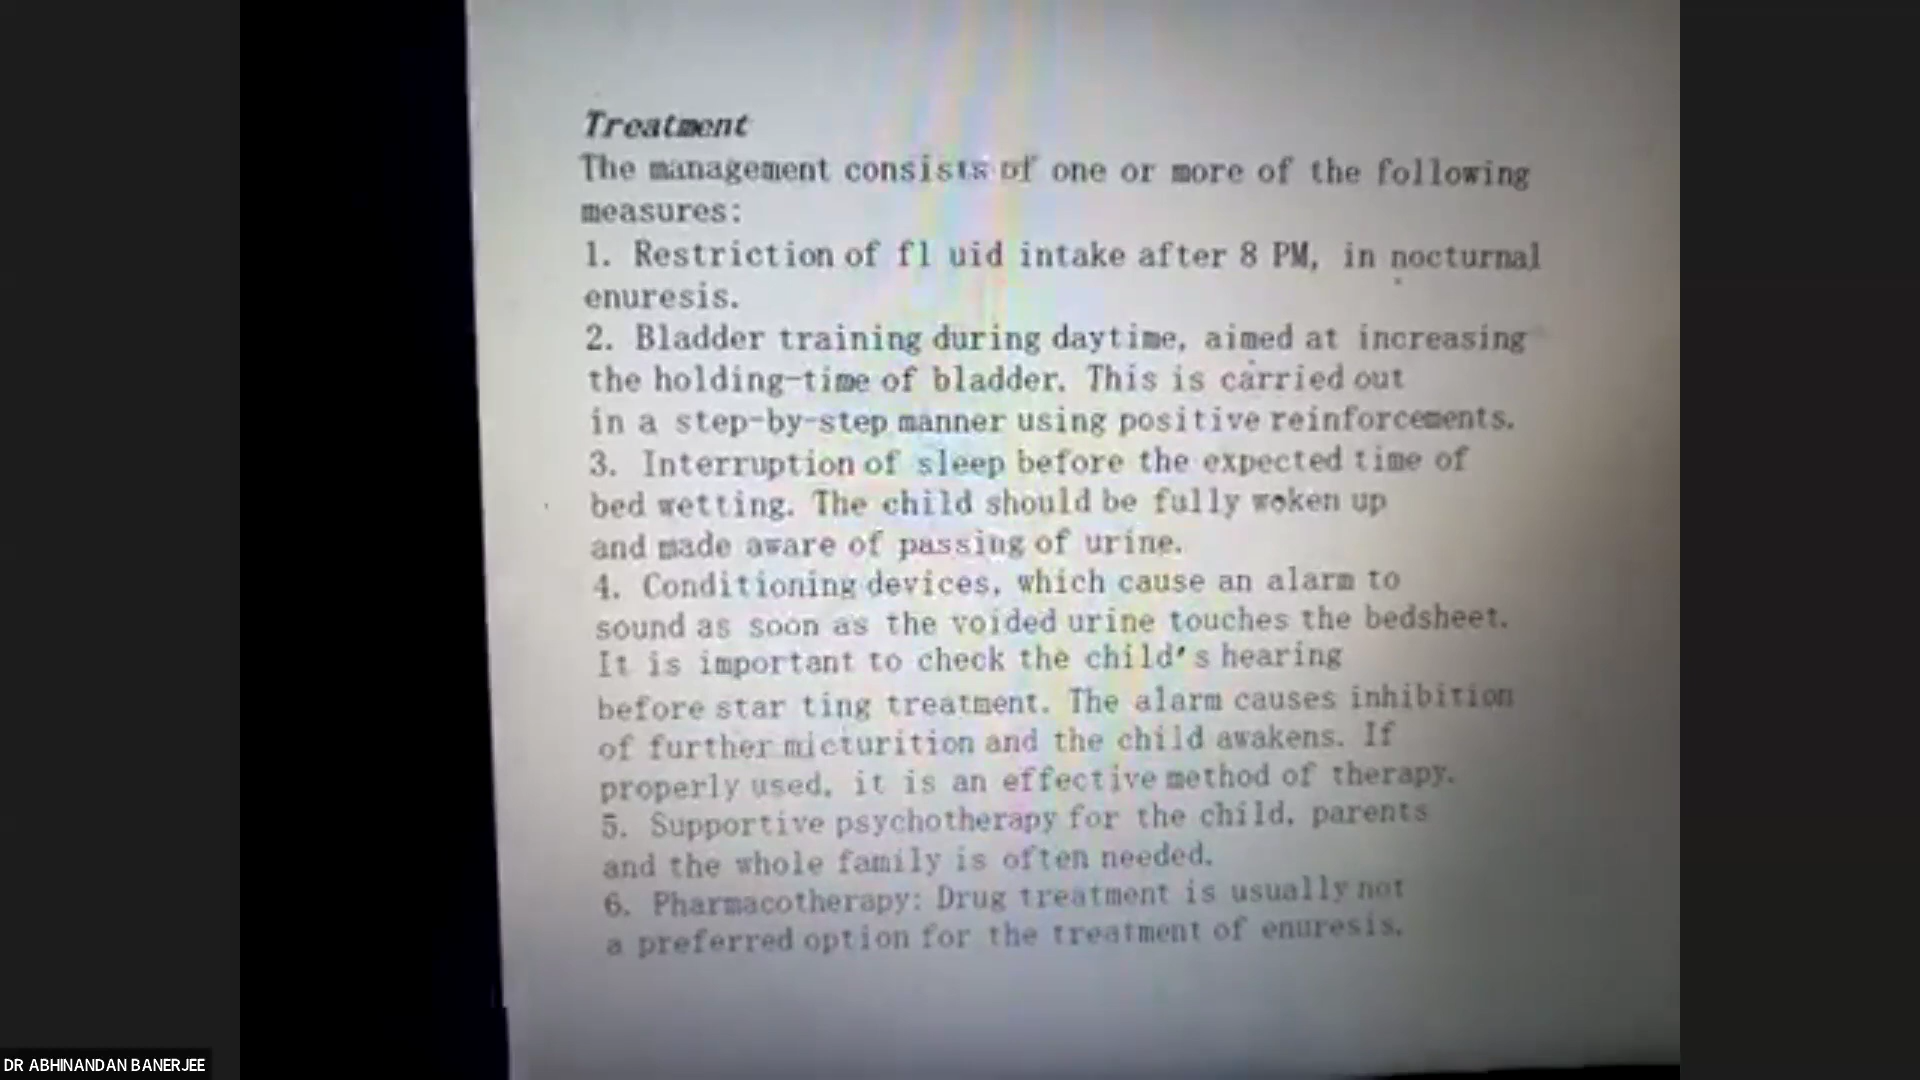 Treatment
The management consists of one or more of the following
measures:
1. Restriction of fl uid intake after 8 PM, in nocturnal
enuresis.
2. Bladder training during daytime, aimed at increasing
the holding-time of bladder. This is carried out
in a step-by-step manner using positive reinforcements.
3. Interruption of sleep before the expected time of
bed wetting. The child should be fully woken up
and made aware of passing of urine.
4. Conditioning devices, which cause an alarm to
sound as soon as the voided urine touches the bedsheet.
It is important to check the child's hearing
before star ting treatment. The alarm causes inhibition
of further micturition and the child awakens. If
properly used, it is an effective method of therapy.
5. Supportive psychotherapy for the child, parents
and the whole family is often needed.
6. Pharmacotherapy: Drug treatment is usually not
a preferred option for the treatment of enuresis.
DR ABHINANDAN BANERJEE